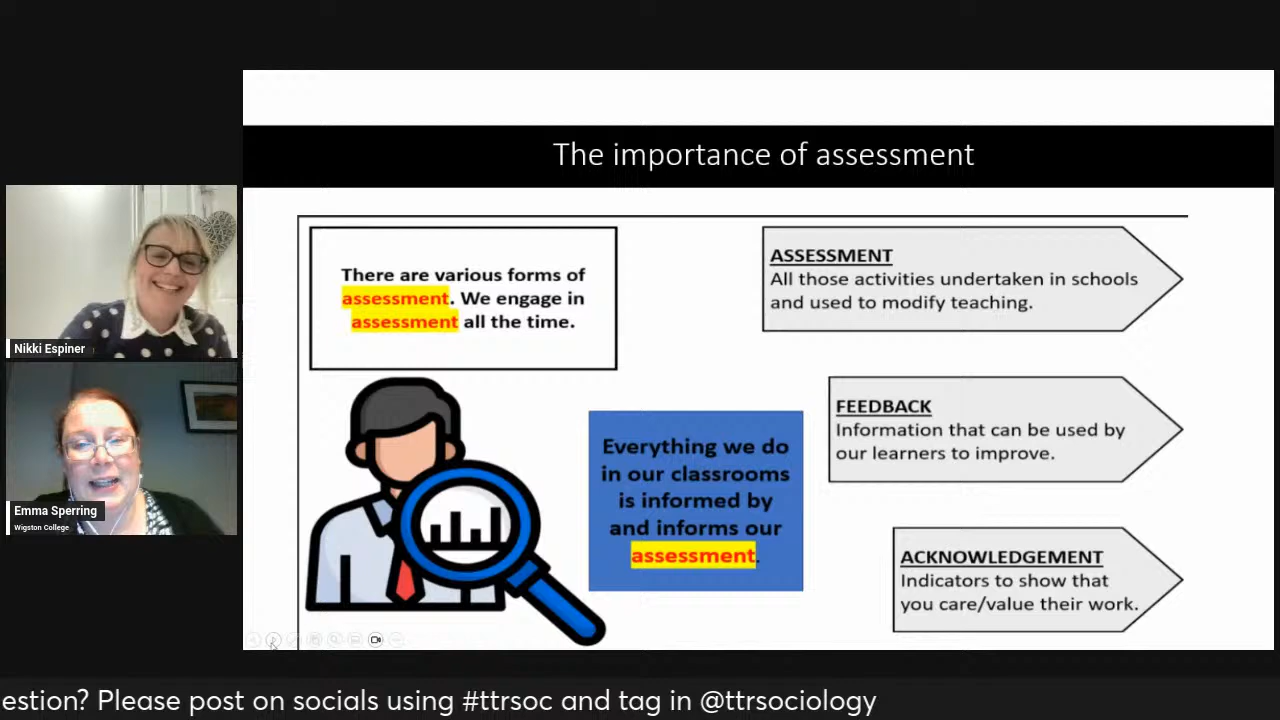 The importance of assessment
There are various forms of
assessment. We engage in
assessment all the time.
ASSESSMENT
All those activities undertaken in schools
and used to modify teaching.
FEEDBACK
Information that can be used by
our learners to improve.
Everything we do
in our classrooms
is informed by
and informs our
assessment.
ACKNOWLEDGEMENT
Indicators to show that
you care/value their work.
Nikki Espiner
Emma Sperring
Wigston College
estion? Please post on socials using #ttrsoc and tag in @ttrsociology